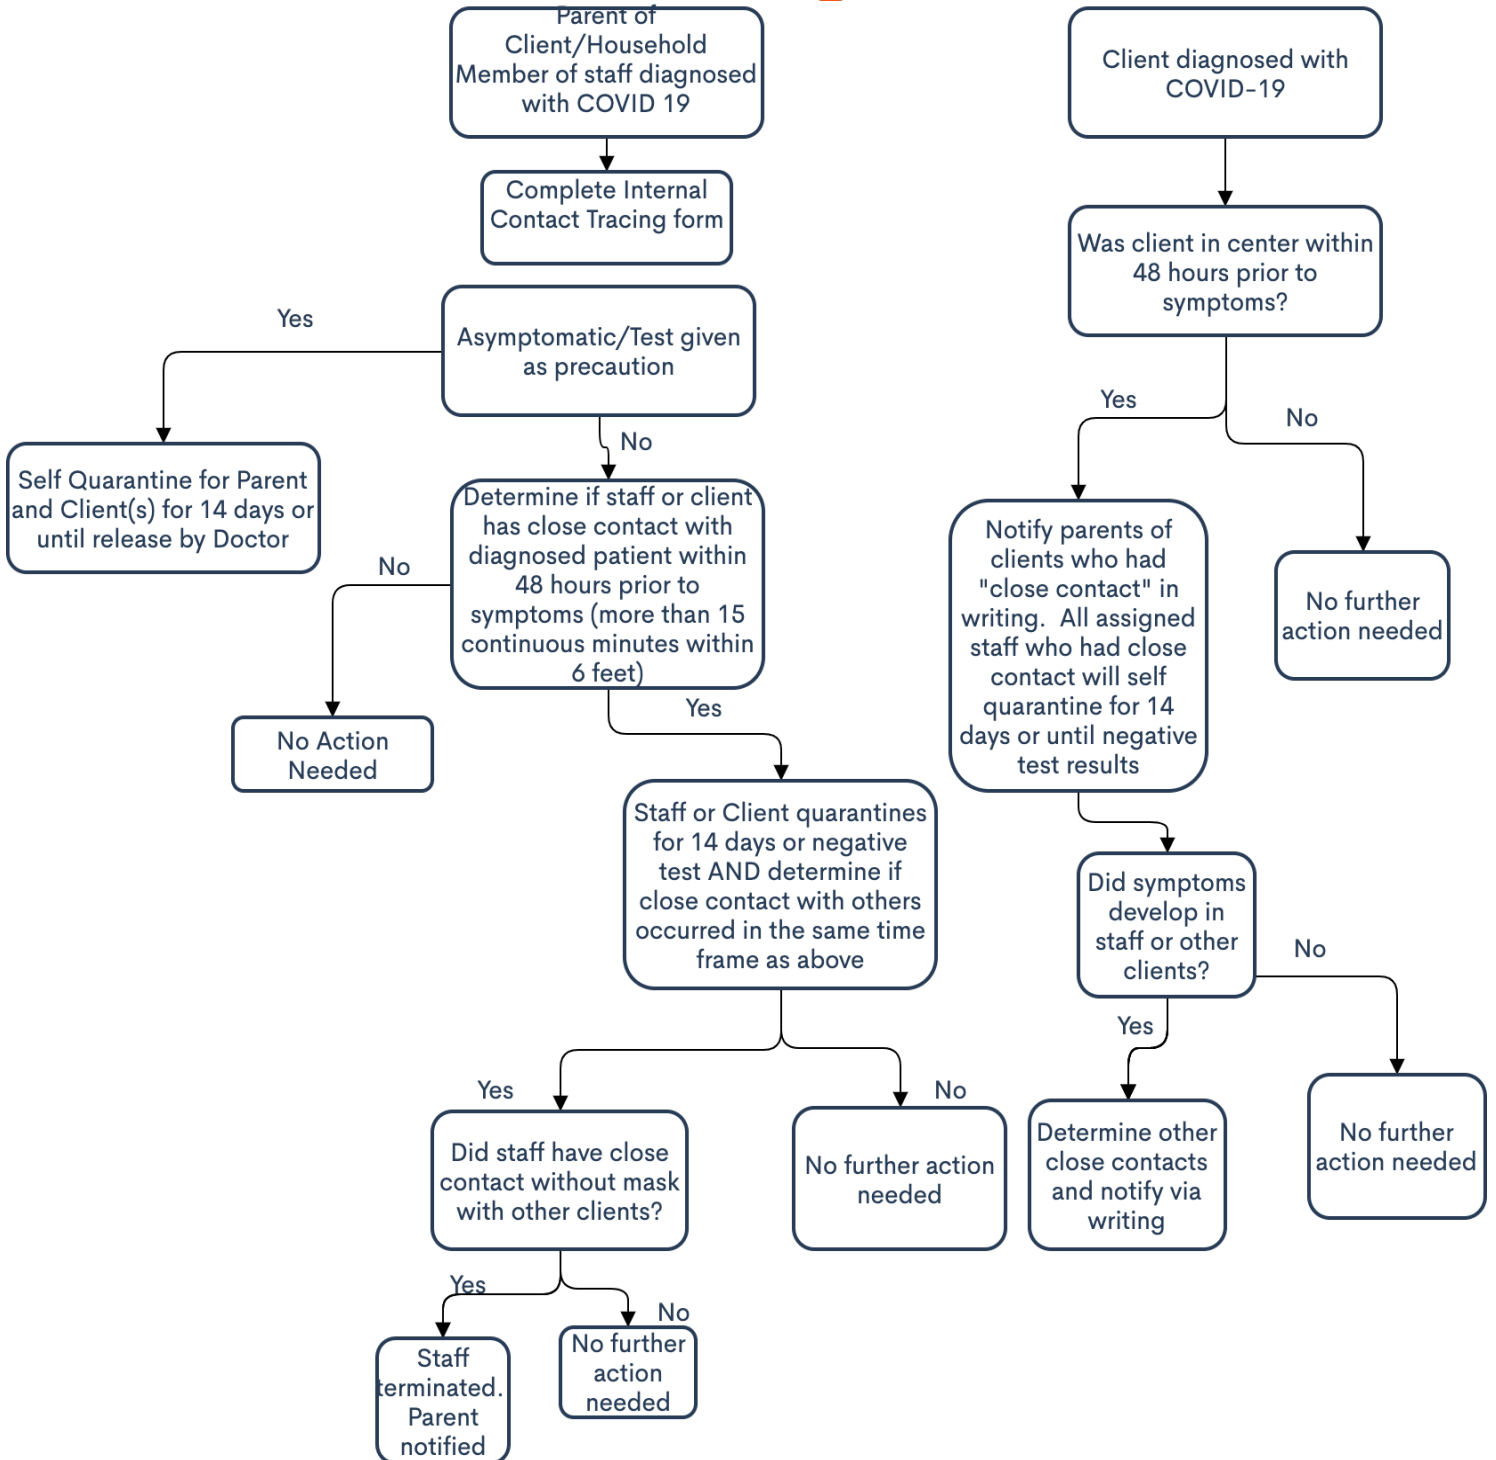 Parent of
Client/Household
Member of staff diagnosed
with COVID 19
Complete Internal
Contact Tracing form
Asymptomatic/Test given
as precaution
Yes
No
Self Quarantine for Parent
and Client(s) for 14 days or
until release by Doctor
Determine if staff or client
has close contact with
diagnosed patient within
48 hours prior to
symptoms (more than 15
continuous minutes within
6 feet)
No
Yes
No Action
Needed
Staff or Client quarantines
for 14 days or negative
test AND determine if
close contact with others
occurred in the same time
frame as above
Yes
No
Did staff have close
contact without mask
with other clients?
No further action
needed
Yes
No
Staff
terminated.
Parent
notified
No further
action
needed
Client diagnosed with
COVID-19
Was client in center within
48 hours prior to
symptoms?
Yes
No
Notify parents of
clients who had
"close contact" in
writing.  All assigned
staff who had close
contact will self
quarantine for 14
days or until negative
test results
No further
action needed
Did symptoms
develop in
staff or other
clients?
Yes
No
Determine other
close contacts
and notify via
writing
No further
action needed